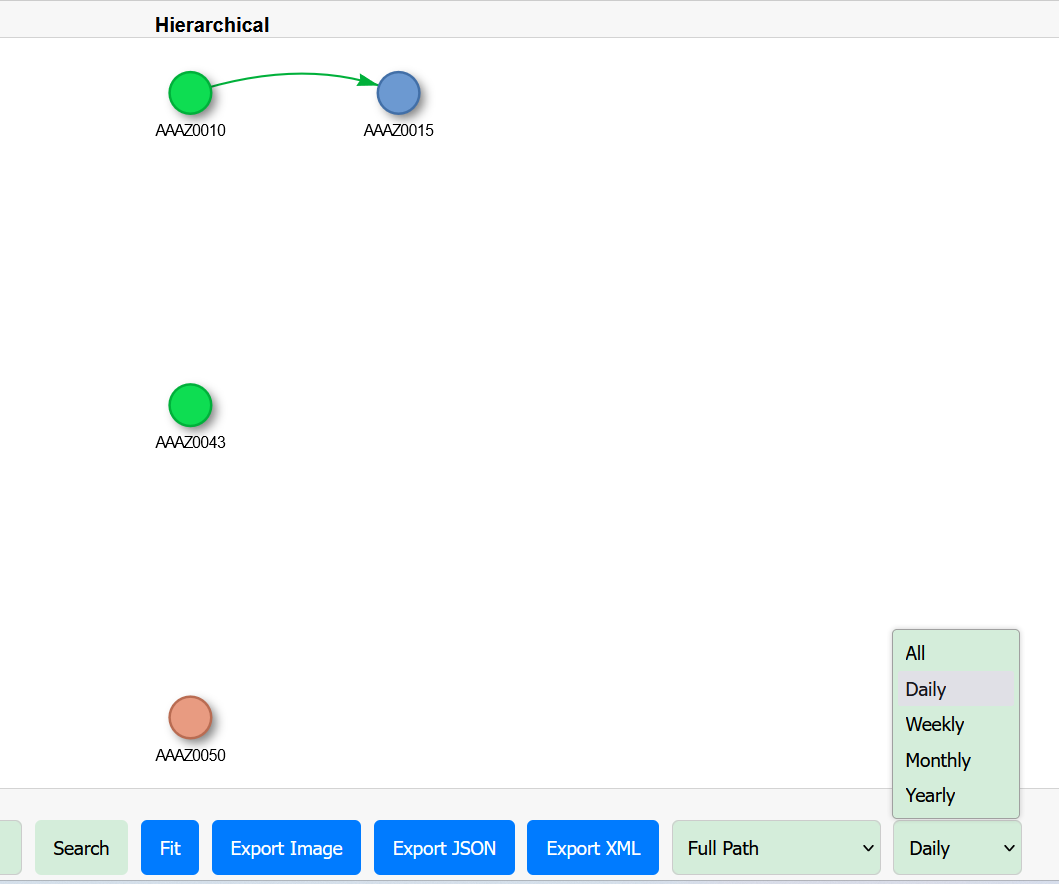 Hierarchical
AAAZ0010
AAAZ0015
AAAZ0043
AAAZ0050
All
Daily
Weekly
Monthly
Yearly
Search
Fit
Export Image
Export JSON
Export XML
Full Path
Daily